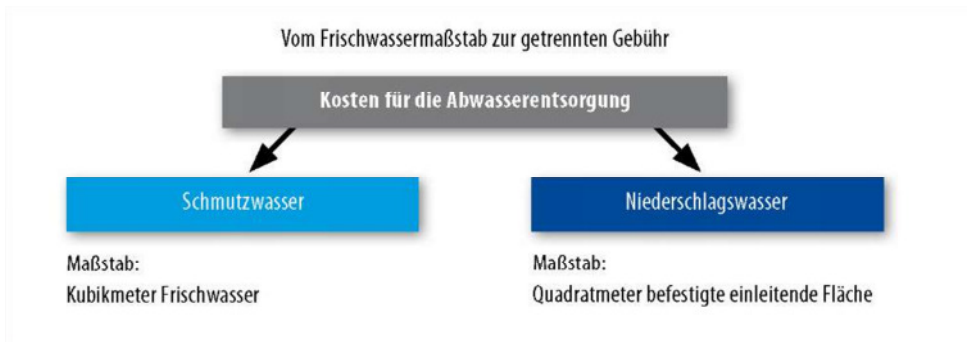 Vom Frischwassermaßstab zur getrennten Gebühr
Kosten für die Abwasserentsorgung
Schmutzwasser
Niederschlagswasser
Maßstab:
Kubikmeter Frischwasser
Maßstab:
Quadratmeter befestigte einleitende Fläche